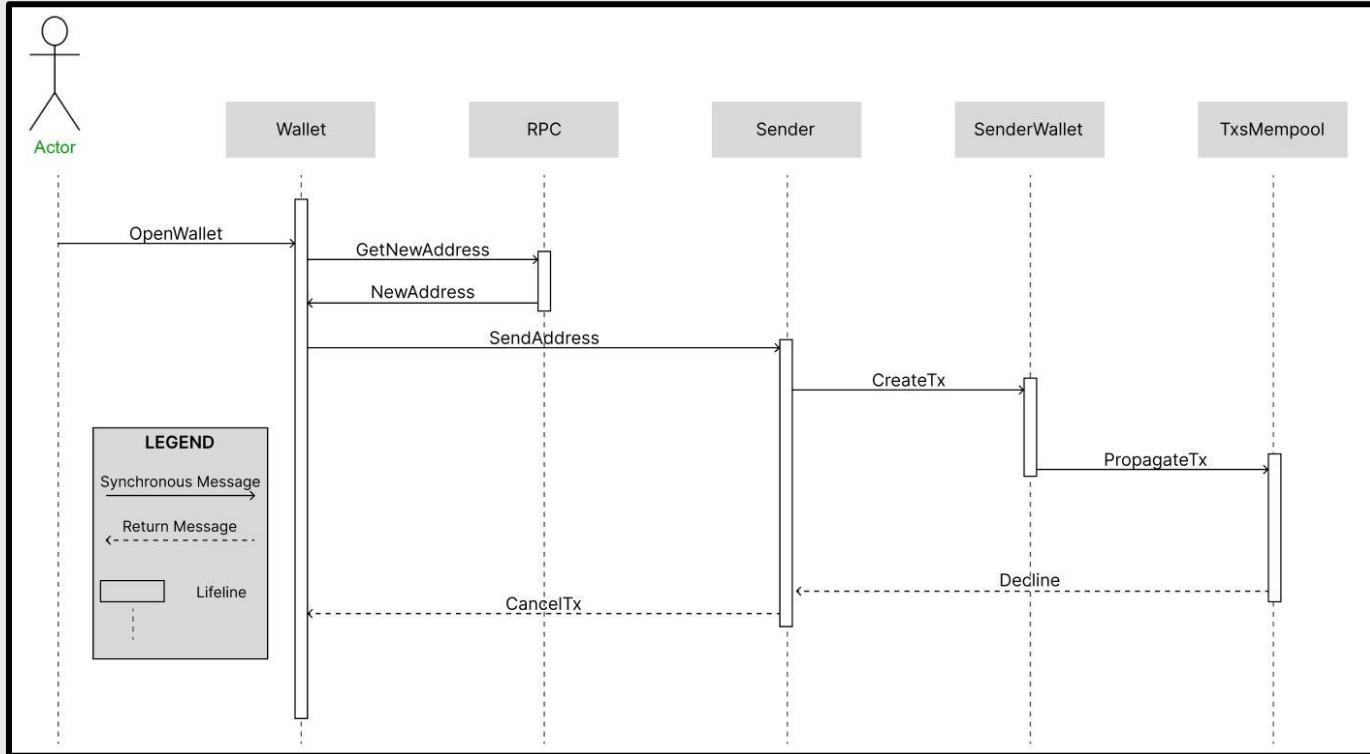 Actor
Wallet
RPC
Sender
SenderWallet
TxsMempool
OpenWallet
GetNewAddress
NewAddress
SendAddress
CreateTx
PropagateTx
Decline
CancelTx
LEGEND
Synchronous Message
Return Message
Lifeline